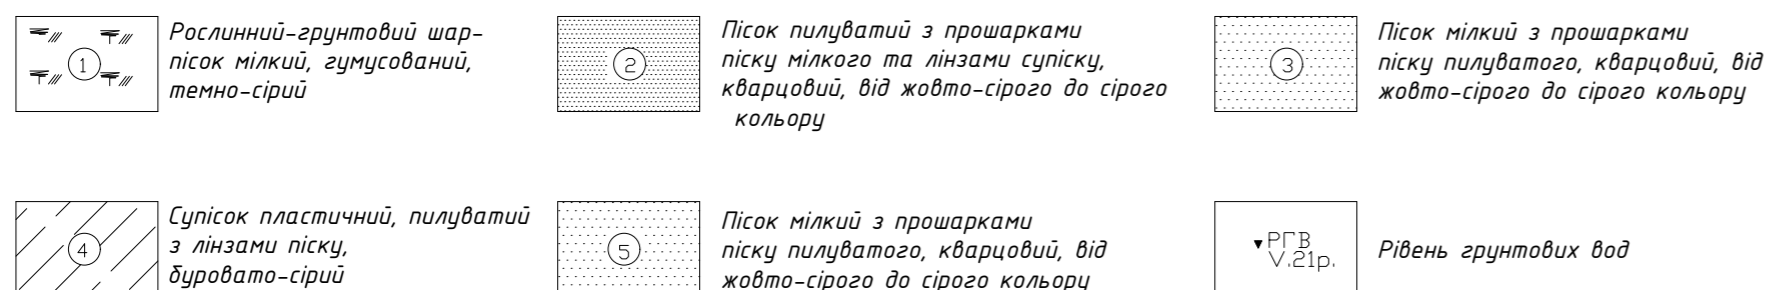 1
Рослинний-грунтовий шар-
пісок мілкий, гумусований,
темно-сірий
2
Пісок пилуватий з прошарками
піску мілкого та лінзами супіску,
кварцовий, від жовто-сірого до сірого
кольору
3
Пісок мілкий з прошарками
піску пилуватого, кварцовий, від
жовто-сірого до сірого кольору
4
Супісок пластичний, пилуватий
з лінзами піску,
буровато-сірий
5
Пісок мілкий з прошарками
піску пилуватого, кварцовий, від
жовто-сірого до сірого кольору
РГВ
V.21р.
Рівень грунтових вод